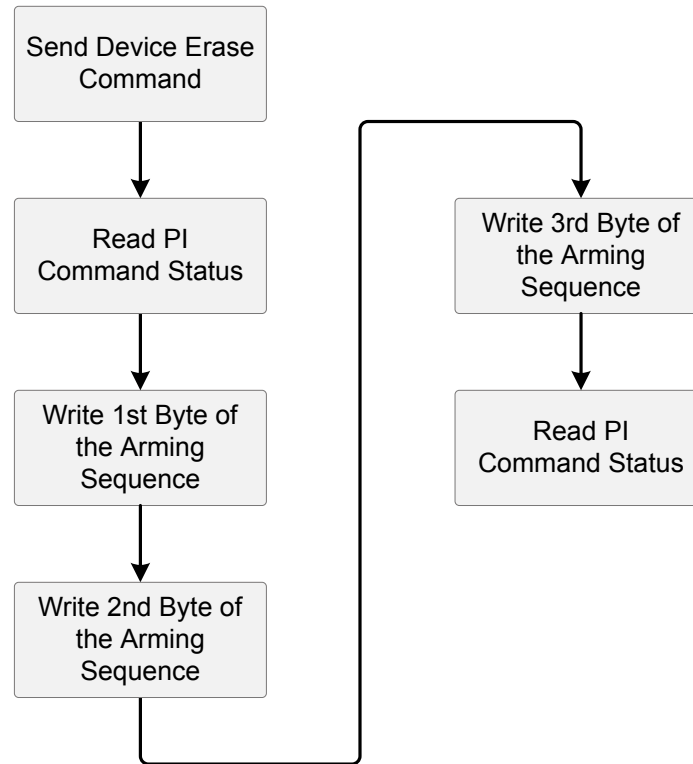 Send Device Erase
Command
Read PI
Command Status
Write 1st Byte of
the Arming
Sequence
Write 2nd Byte of
the Arming
Sequence
Write 3rd Byte of
the Arming
Sequence
Read PI
Command Status